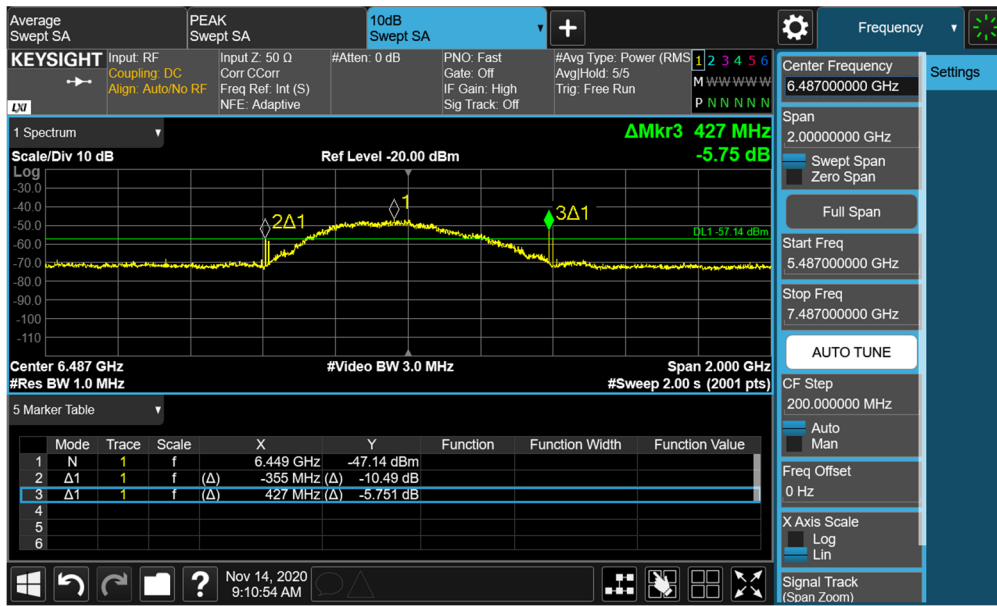 Average
Swept SA
PEAK
Swept SA
10dB
Swept SA
Frequency
KEYSIGHT
LXI
Input: RF
Coupling: DC
Align: Auto/No RF
Input Z: 50 Ω
Corr CCorr
Freq Ref: Int (S)
NFE: Adaptive
#Atten: 0 dB
PNO: Fast
Gate: Off
IF Gain: High
Sig Track: Off
#Avg Type: Power (RMS
Avg|Hold: 5/5
Trig: Free Run
1 2 3 4 5 6
M W W W W W
P N N N N N
1 Spectrum
ΔMkr3 427 MHz
-5.75 dB
Scale/Div 10 dB
Ref Level -20.00 dBm
Log
-30.0
-40.0
-50.0
-60.0
-70.0
-80.0
-90.0
-100
-110
2Δ1
1
3Δ1
DL1 -57.14 dBm
Center 6.487 GHz
#Video BW 3.0 MHz
Span 2.000 GHz
#Res BW 1.0 MHz
#Sweep 2.00 s (2001 pts)
5 Marker Table
Mode Trace Scale X Y Function Function Width Function Value
1 N 1 f 6.449 GHz -47.14 dBm
2 Δ1 1 f (Δ) -355 MHz (Δ) -10.49 dB
3 Δ1 1 f (Δ) 427 MHz (Δ) -5.751 dB
4
5
6
Nov 14, 2020
9:10:54 AM
Center Frequency
6.487000000 GHz
Settings
Span
2.00000000 GHz
Swept Span
Zero Span
Full Span
Start Freq
5.487000000 GHz
Stop Freq
7.487000000 GHz
AUTO TUNE
CF Step
200.000000 MHz
Auto
Man
Freq Offset
0 Hz
X Axis Scale
Log
Lin
Signal Track
(Span Zoom)